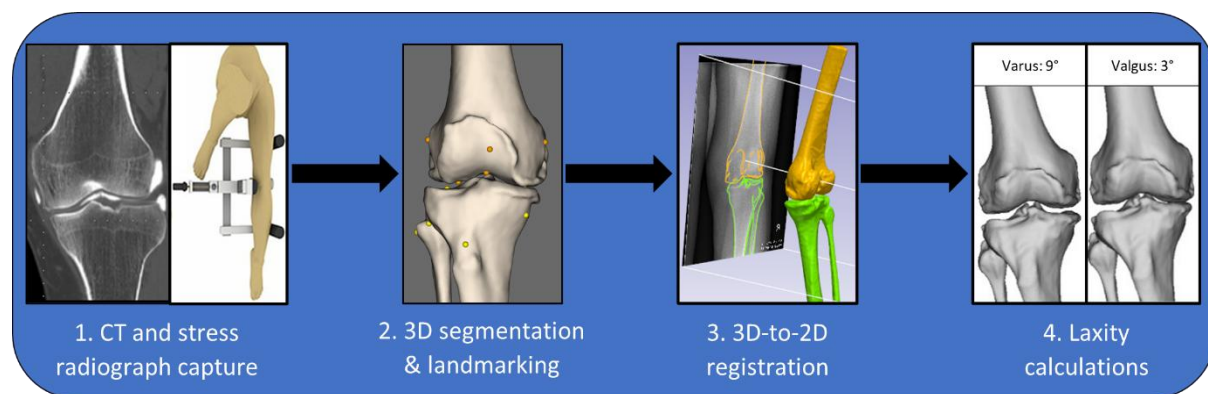 Varus: 9°
Valgus: 3°
1. CT and stress
radiograph capture
2. 3D segmentation
& landmarking
3. 3D-to-2D
registration
4. Laxity
calculations